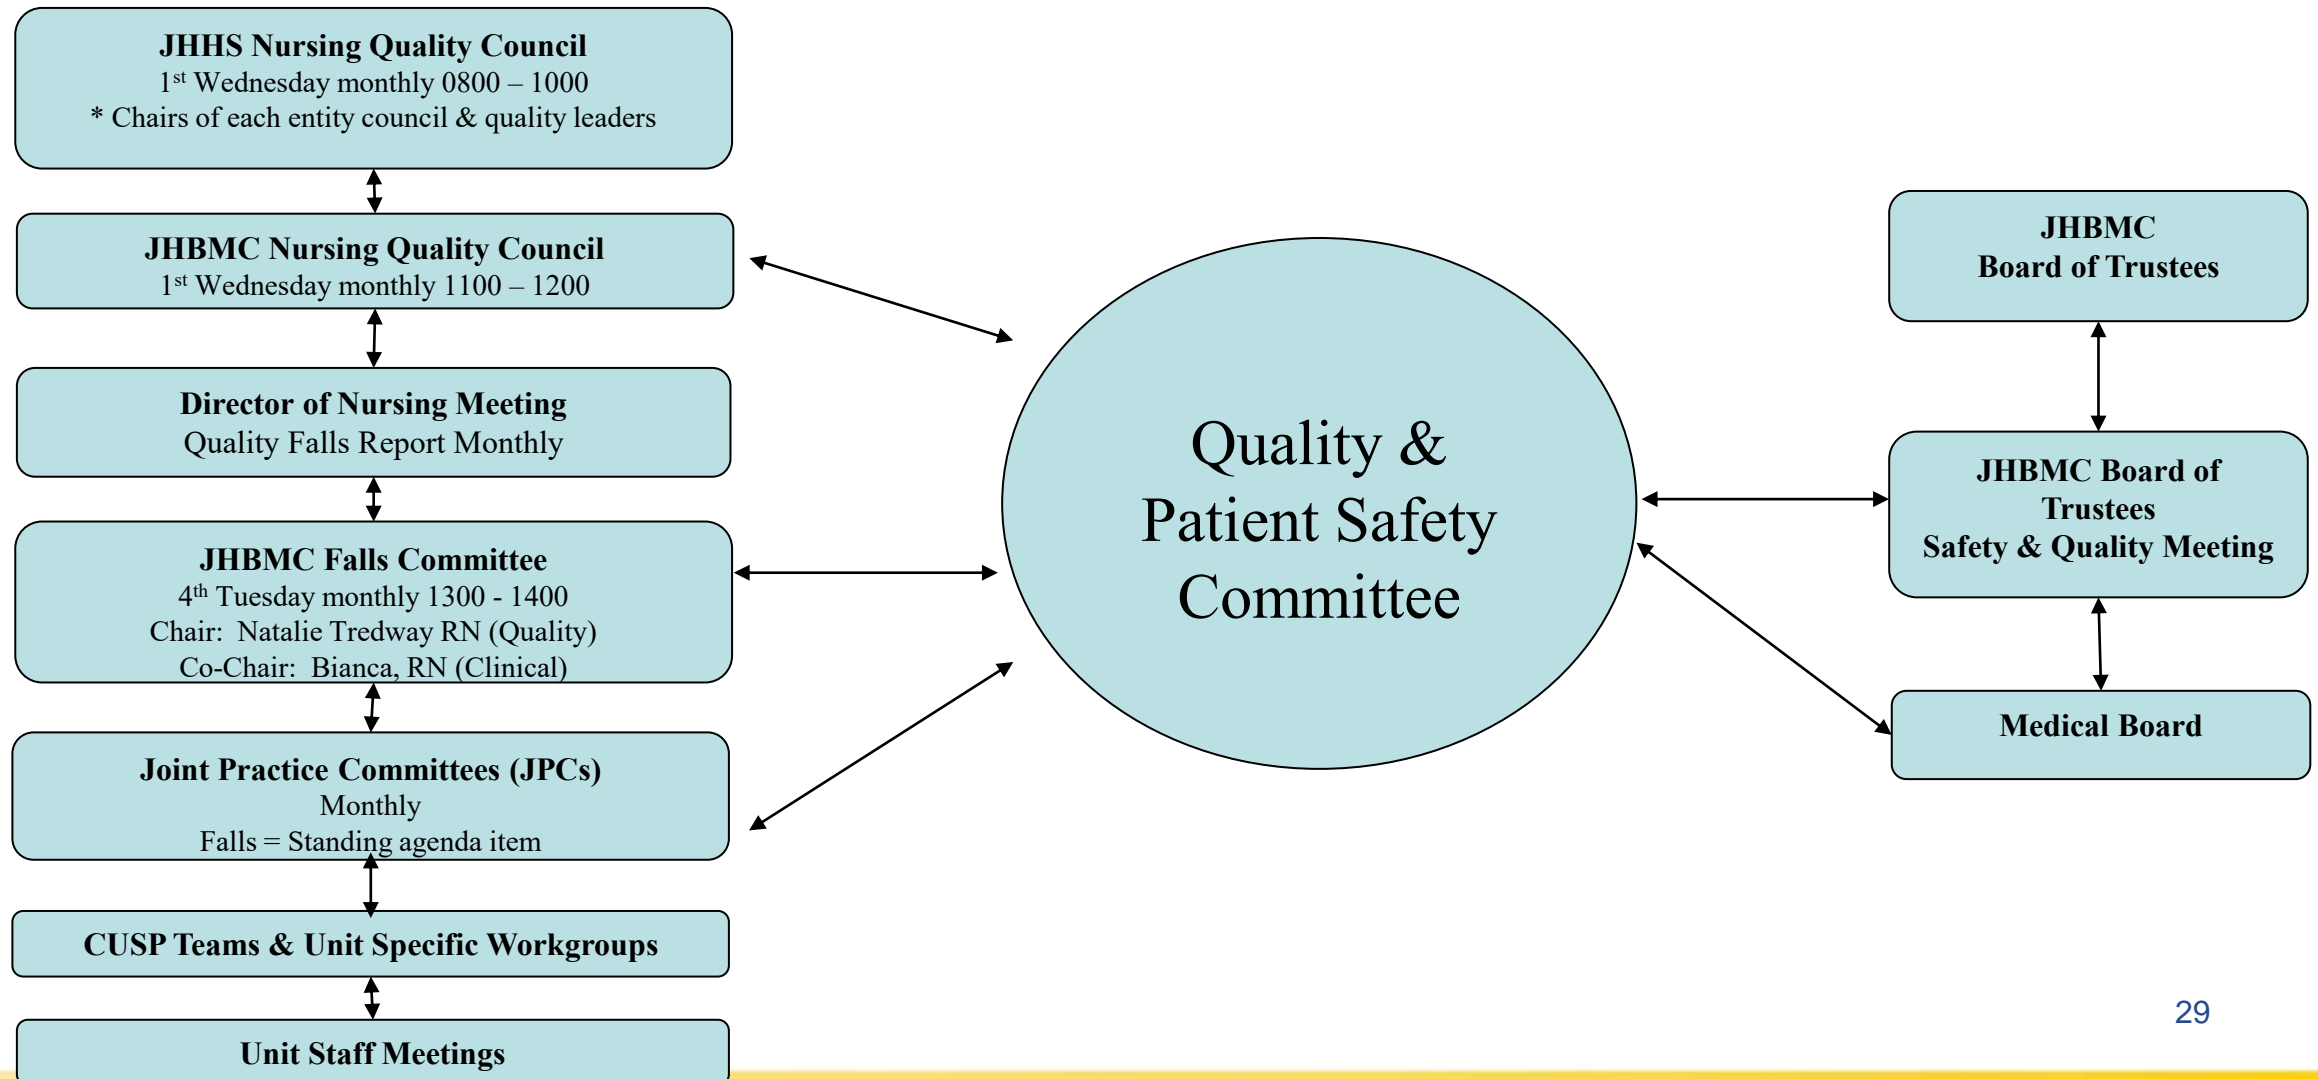 JHHS Nursing Quality Council
1st Wednesday monthly 0800 – 1000
* Chairs of each entity council & quality leaders
JHBMC Nursing Quality Council
1st Wednesday monthly 1100 – 1200
Director of Nursing Meeting
Quality Falls Report Monthly
JHBMC Falls Committee
4th Tuesday monthly 1300 - 1400
Chair: Natalie Tredway RN (Quality)
Co-Chair: Bianca, RN (Clinical)
Joint Practice Committees (JPCs)
Monthly
Falls = Standing agenda item
CUSP Teams & Unit Specific Workgroups
Unit Staff Meetings
Quality &
Patient Safety
Committee
JHBMC
Board of Trustees
JHBMC Board of
Trustees
Safety & Quality Meeting
Medical Board
29